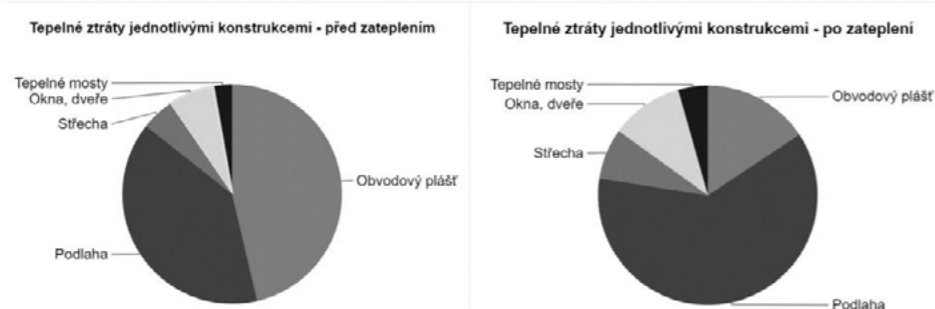 Tepelné ztráty jednotlivými konstrukcemi - před zateplením
Tepelné mosty
Okna, dveře
Střecha
Obvodový plášť
Podlaha
Tepelné ztráty jednotlivými konstrukcemi - po zateplení
Tepelné mosty
Okna, dveře
Obvodový plášť
Střecha
Podlaha